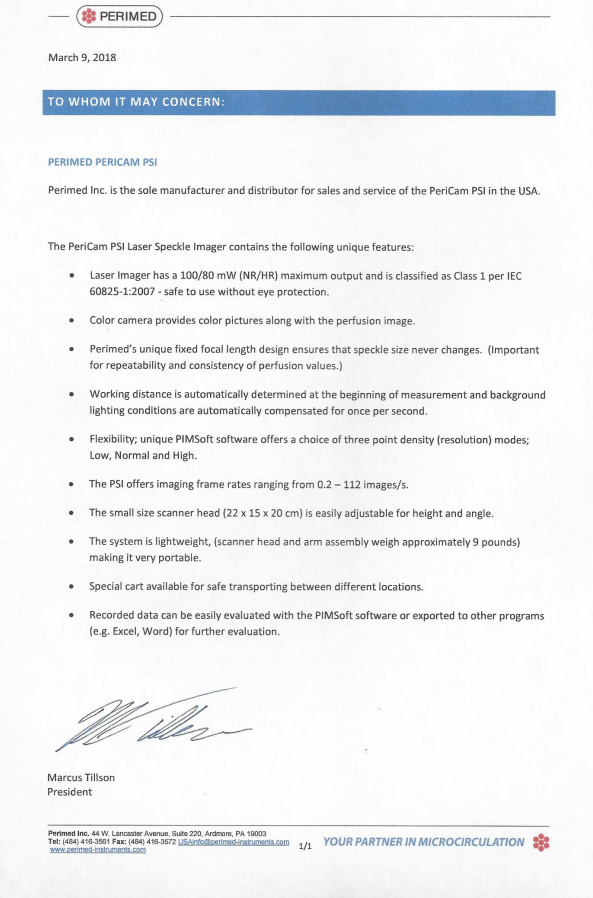 PERIMED
March 9, 2018
TO WHOM IT MAY CONCERN:
PERIMED PERICAM PSI
Perimed Inc. is the sole manufacturer and distributor for sales and service of the PeriCam PSI in the USA.
The PeriCam PSI Laser Speckle Imager contains the following unique features:
• Laser Imager has a 100/80 mW (NR/HR) maximum output and is classified as Class 1 per IEC
60825-1:2007 - safe to use without eye protection.
• Color camera provides color pictures along with the perfusion image.
• Perimed's unique fixed focal length design ensures that speckle size never changes. (Important
for repeatability and consistency of perfusion values.)
• Working distance is automatically determined at the beginning of measurement and background
lighting conditions are automatically compensated for once per second.
• Flexibility; unique PIMSoft software offers a choice of three point density (resolution) modes;
Low, Normal and High.
• The PSI offers imaging frame rates ranging from 0.2 – 112 images/s.
• The small size scanner head (22 x 15 x 20 cm) is easily adjustable for height and angle.
• The system is lightweight, (scanner head and arm assembly weigh approximately 9 pounds)
making it very portable.
• Special cart available for safe transporting between different locations.
• Recorded data can be easily evaluated with the PIMSoft software or exported to other programs
(e.g. Excel, Word) for further evaluation.
Marcus Tillson
President
Perimed Inc. 44 W. Lancaster Avenue, Suite 220, Ardmore, PA 19003
Tel: (484) 416-3561 Fax: (484) 416-3572 USAinfo@perimed-instruments.com
www.perimed-instruments.com
1/1
YOUR PARTNER IN MICROCIRCULATION